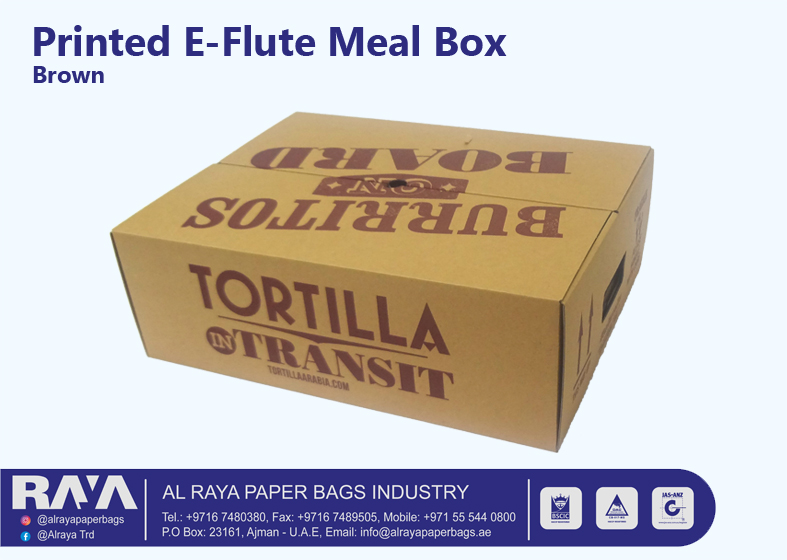 Printed E-Flute Meal Box
Brown
BOARD
ON
BURRITOS
TORTILLA
IN TRANSIT
TORTILLAARABIA.COM
RAYA
@alrayapaperbags
@Alraya Trd
AL RAYA PAPER BAGS INDUSTRY
Tel.: +9716 7480380, Fax: +9716 7489505, Mobile: +971 55 544 0800
P.O Box: 23161, Ajman - U.A.E, Email: info@alrayapaperbags.ae
BSCIC
JAS-ANZ